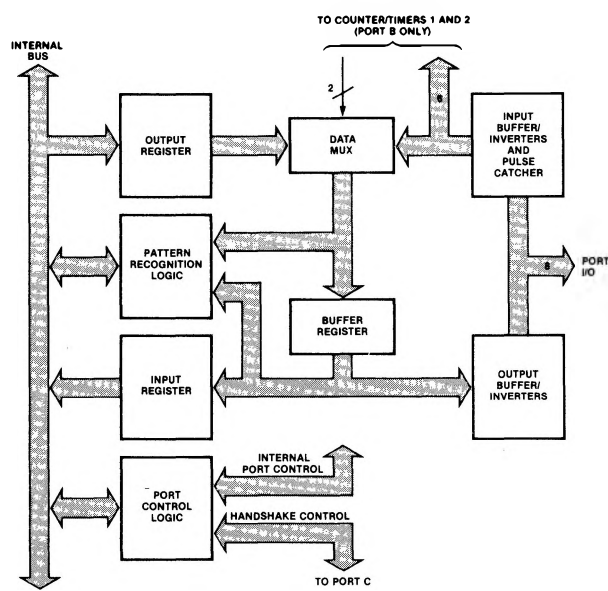 TO COUNTER/TIMERS 1 AND 2
(PORT B ONLY)
INTERNAL
BUS
2
OUTPUT
REGISTER
DATA
MUX
INPUT
BUFFER/
INVERTERS
AND
PULSE
CATCHER
PATTERN
RECOGNITION
LOGIC
8
PORT
I/O
BUFFER
REGISTER
INPUT
REGISTER
OUTPUT
BUFFER/
INVERTERS
INTERNAL
PORT CONTROL
PORT
CONTROL
LOGIC
HANDSHAKE CONTROL
TO PORT C